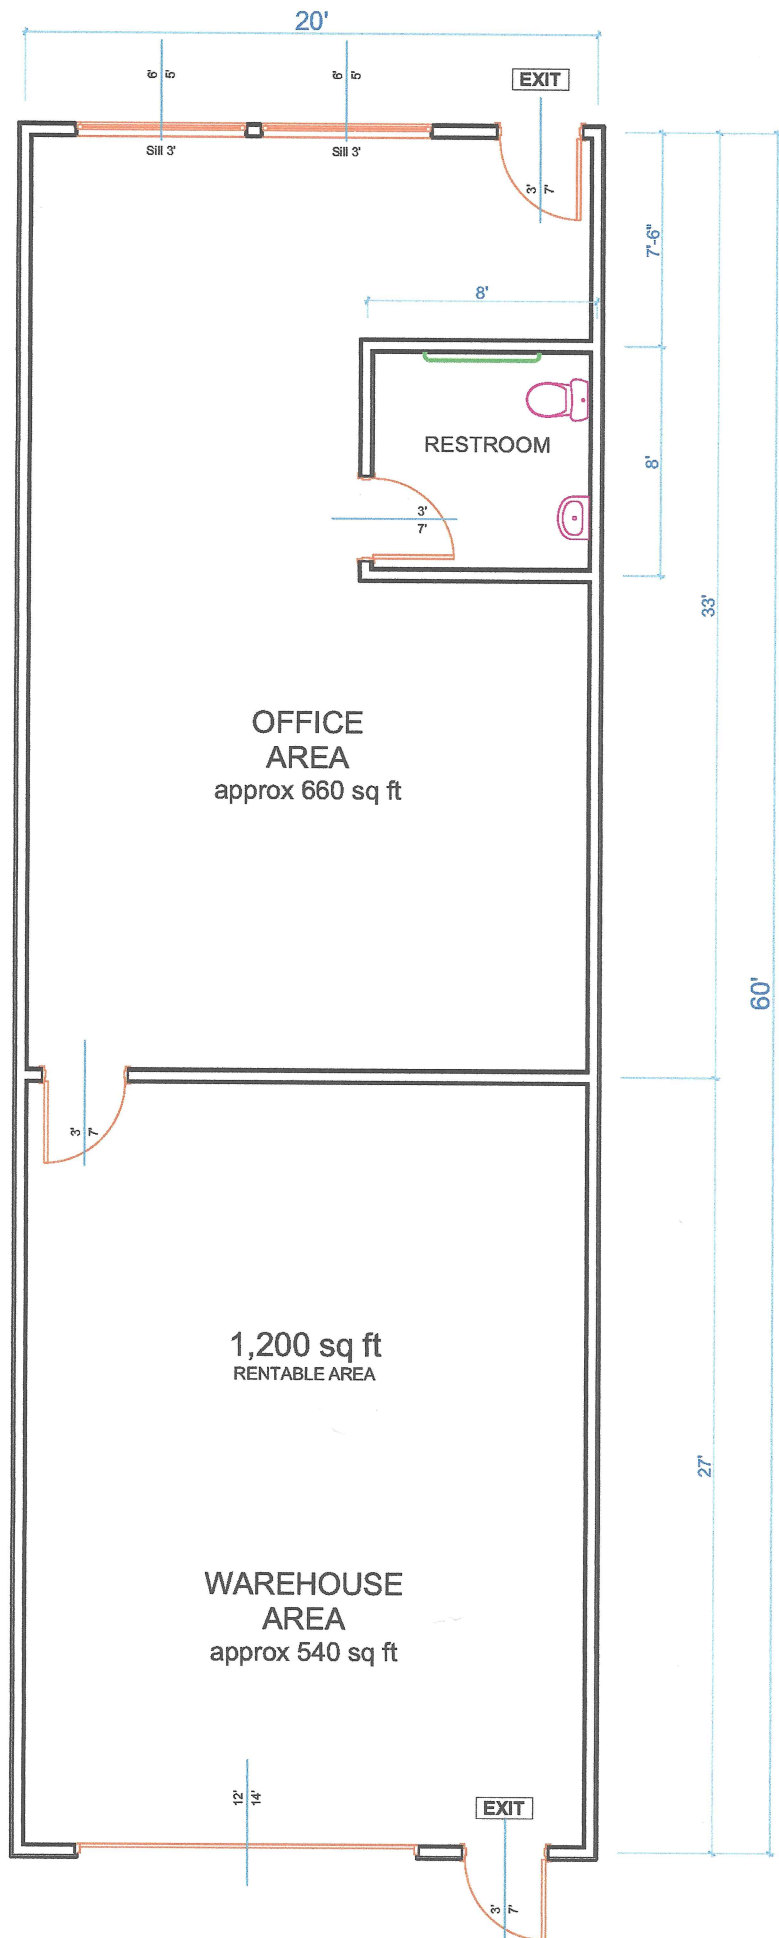 20'
6'
5'
6'
5'
EXIT
Sill 3'
Sill 3'
3'
7'
7'-6"
8'
RESTROOM
8'
3'
7'
33'
OFFICE
AREA
approx 660 sq ft
60'
3'
7'
1,200 sq ft
RENTABLE AREA
27'
WAREHOUSE
AREA
approx 540 sq ft
12'
14'
EXIT
3'
7'